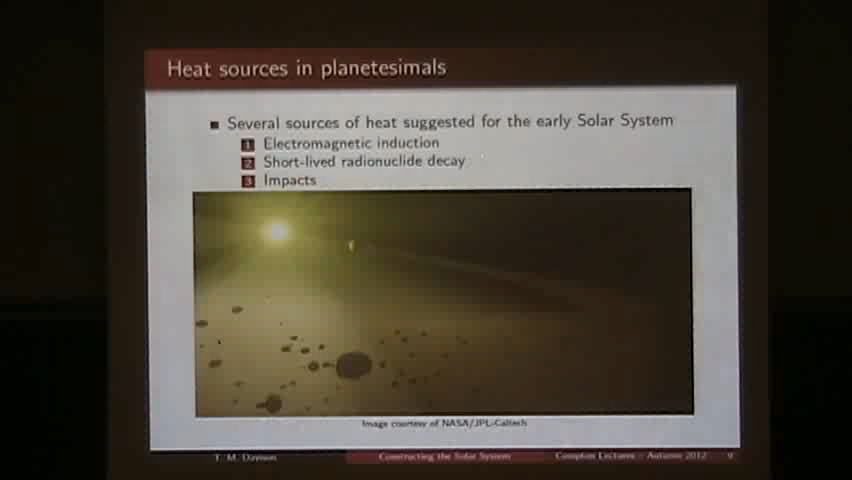 Heat sources in planetesimals
Several sources of heat suggested for the early Solar System
1 Electromagnetic induction
2 Short-lived radionuclide decay
3 Impacts
Image courtesy of NASA/JPL-Caltech
T. M. Davison Constructing the Solar System Compton Lectures – Autumn 2012 9